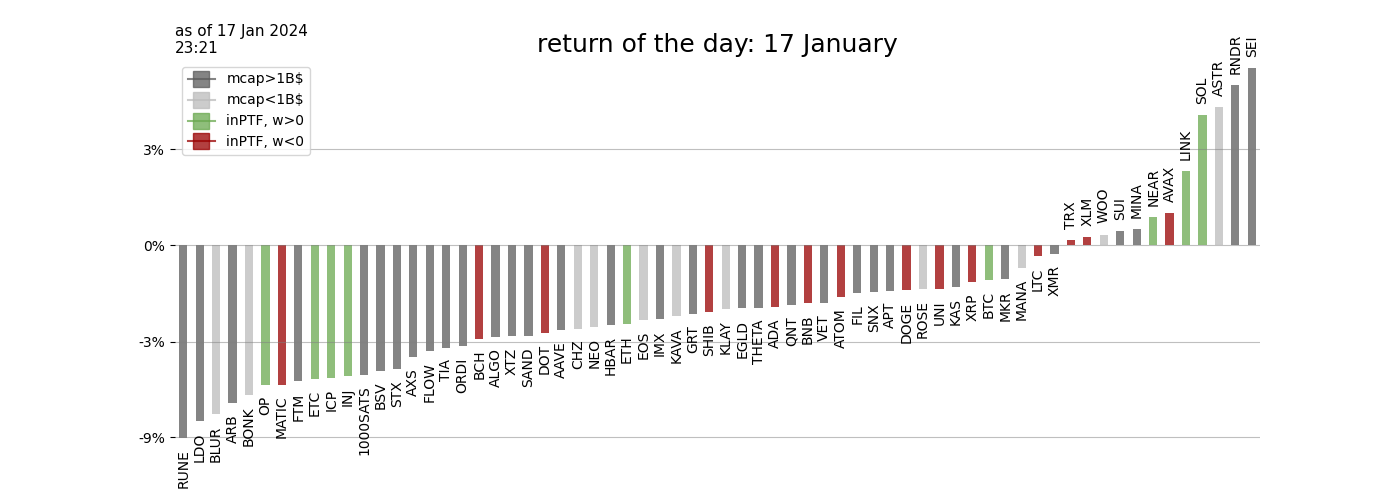 as of 17 Jan 2024
23:21
return of the day: 17 January
mcap>1B$
mcap<1B$
inPTF, w>0
inPTF, w<0
3%
0%
-3%
-9%
RUNE
LDO
BLUR
ARB
BONK
OP
MATIC
FTM
ETC
ICP
INJ
1000SATS
BSV
STX
AXS
FLOW
TIA
ORDI
BCH
ALGO
XTZ
SAND
DOT
AAVE
CHZ
NEO
HBAR
ETH
EOS
IMX
KAVA
GRT
SHIB
KLAY
EGLD
THETA
ADA
QNT
BNB
VET
ATOM
FIL
SNX
APT
DOGE
ROSE
UNI
KAS
XRP
BTC
MKR
MANA
LTC
XMR
TRX
XLM
WOO
SUI
MINA
NEAR
AVAX
LINK
SOL
ASTR
RNDR
SEI